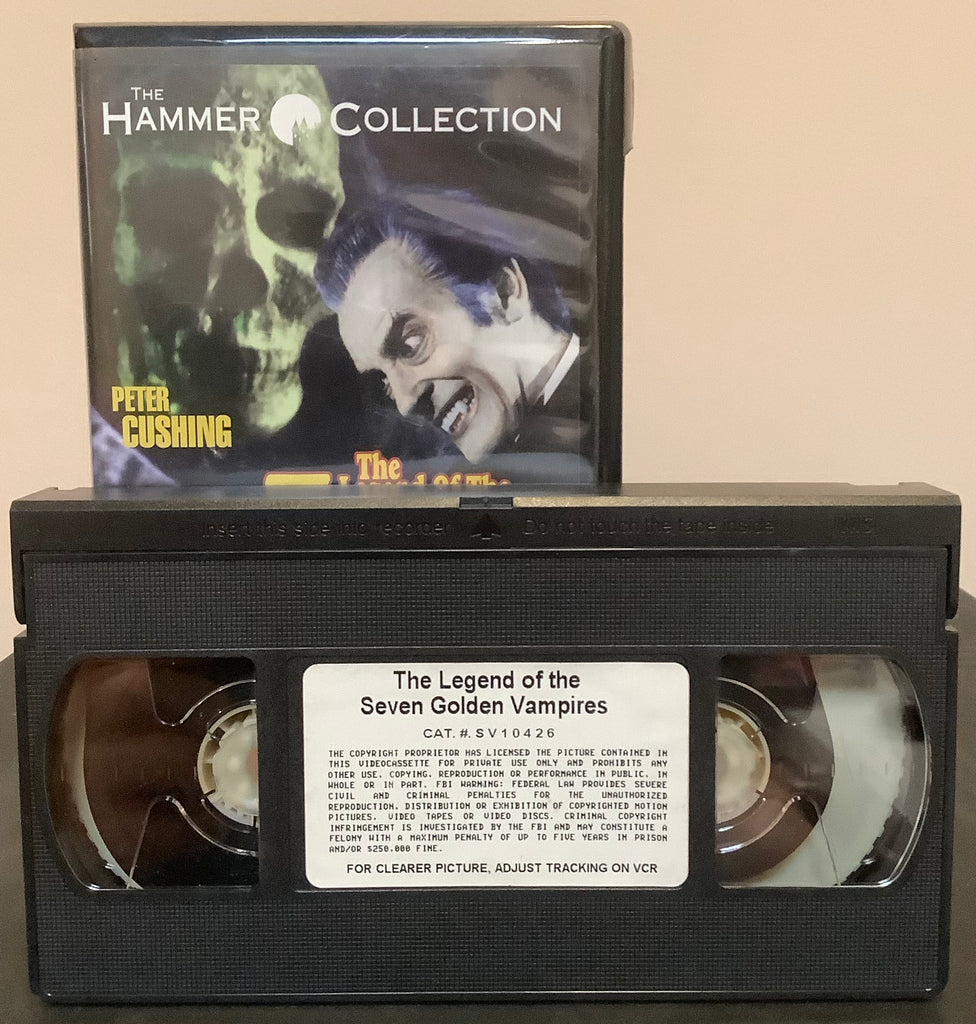 THE
HAMMER COLLECTION
PETER
CUSHING
The
7 Legend Of The
Insert this side into recorder Do not touch the tape inside VHS
The Legend of the
Seven Golden Vampires
CAT. #. SV10426
THE COPYRIGHT PROPRIETOR HAS LICENSED THE PICTURE CONTAINED IN
THIS VIDEOCASSETTE FOR PRIVATE USE ONLY AND PROHIBITS ANY
OTHER USE, COPYING, REPRODUCTION OR PERFORMANCE IN PUBLIC, IN
WHOLE OR IN PART. FBI WARNING: FEDERAL LAW PROVIDES SEVERE
CIVIL AND CRIMINAL PENALTIES FOR THE UNAUTHORIZED
REPRODUCTION, DISTRIBUTION OR EXHIBITION OF COPYRIGHTED MOTION
PICTURES, VIDEO TAPES OR VIDEO DISCS. CRIMINAL COPYRIGHT
INFRINGEMENT IS INVESTIGATED BY THE FBI AND MAY CONSTITUTE A
FELONY WITH A MAXIMUM PENALTY OF UP TO FIVE YEARS IN PRISON
AND/OR $250.000 FINE.
FOR CLEARER PICTURE, ADJUST TRACKING ON VCR